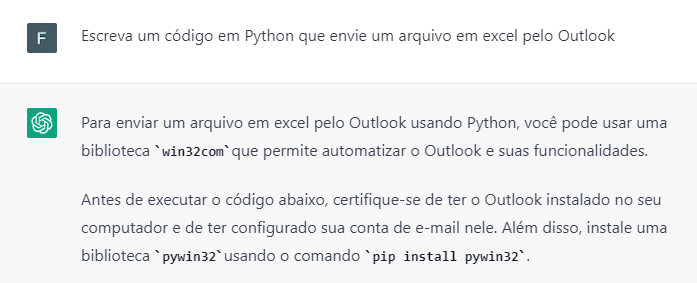 F
Escreva um código em Python que envie um arquivo em excel pelo Outlook
Para enviar um arquivo em excel pelo Outlook usando Python, você pode usar uma
biblioteca `win32com`que permite automatizar o Outlook e suas funcionalidades.
Antes de executar o código abaixo, certifique-se de ter o Outlook instalado no seu
computador e de ter configurado sua conta de e-mail nele. Além disso, instale uma
biblioteca `pywin32`usando o comando `pip install pywin32`.